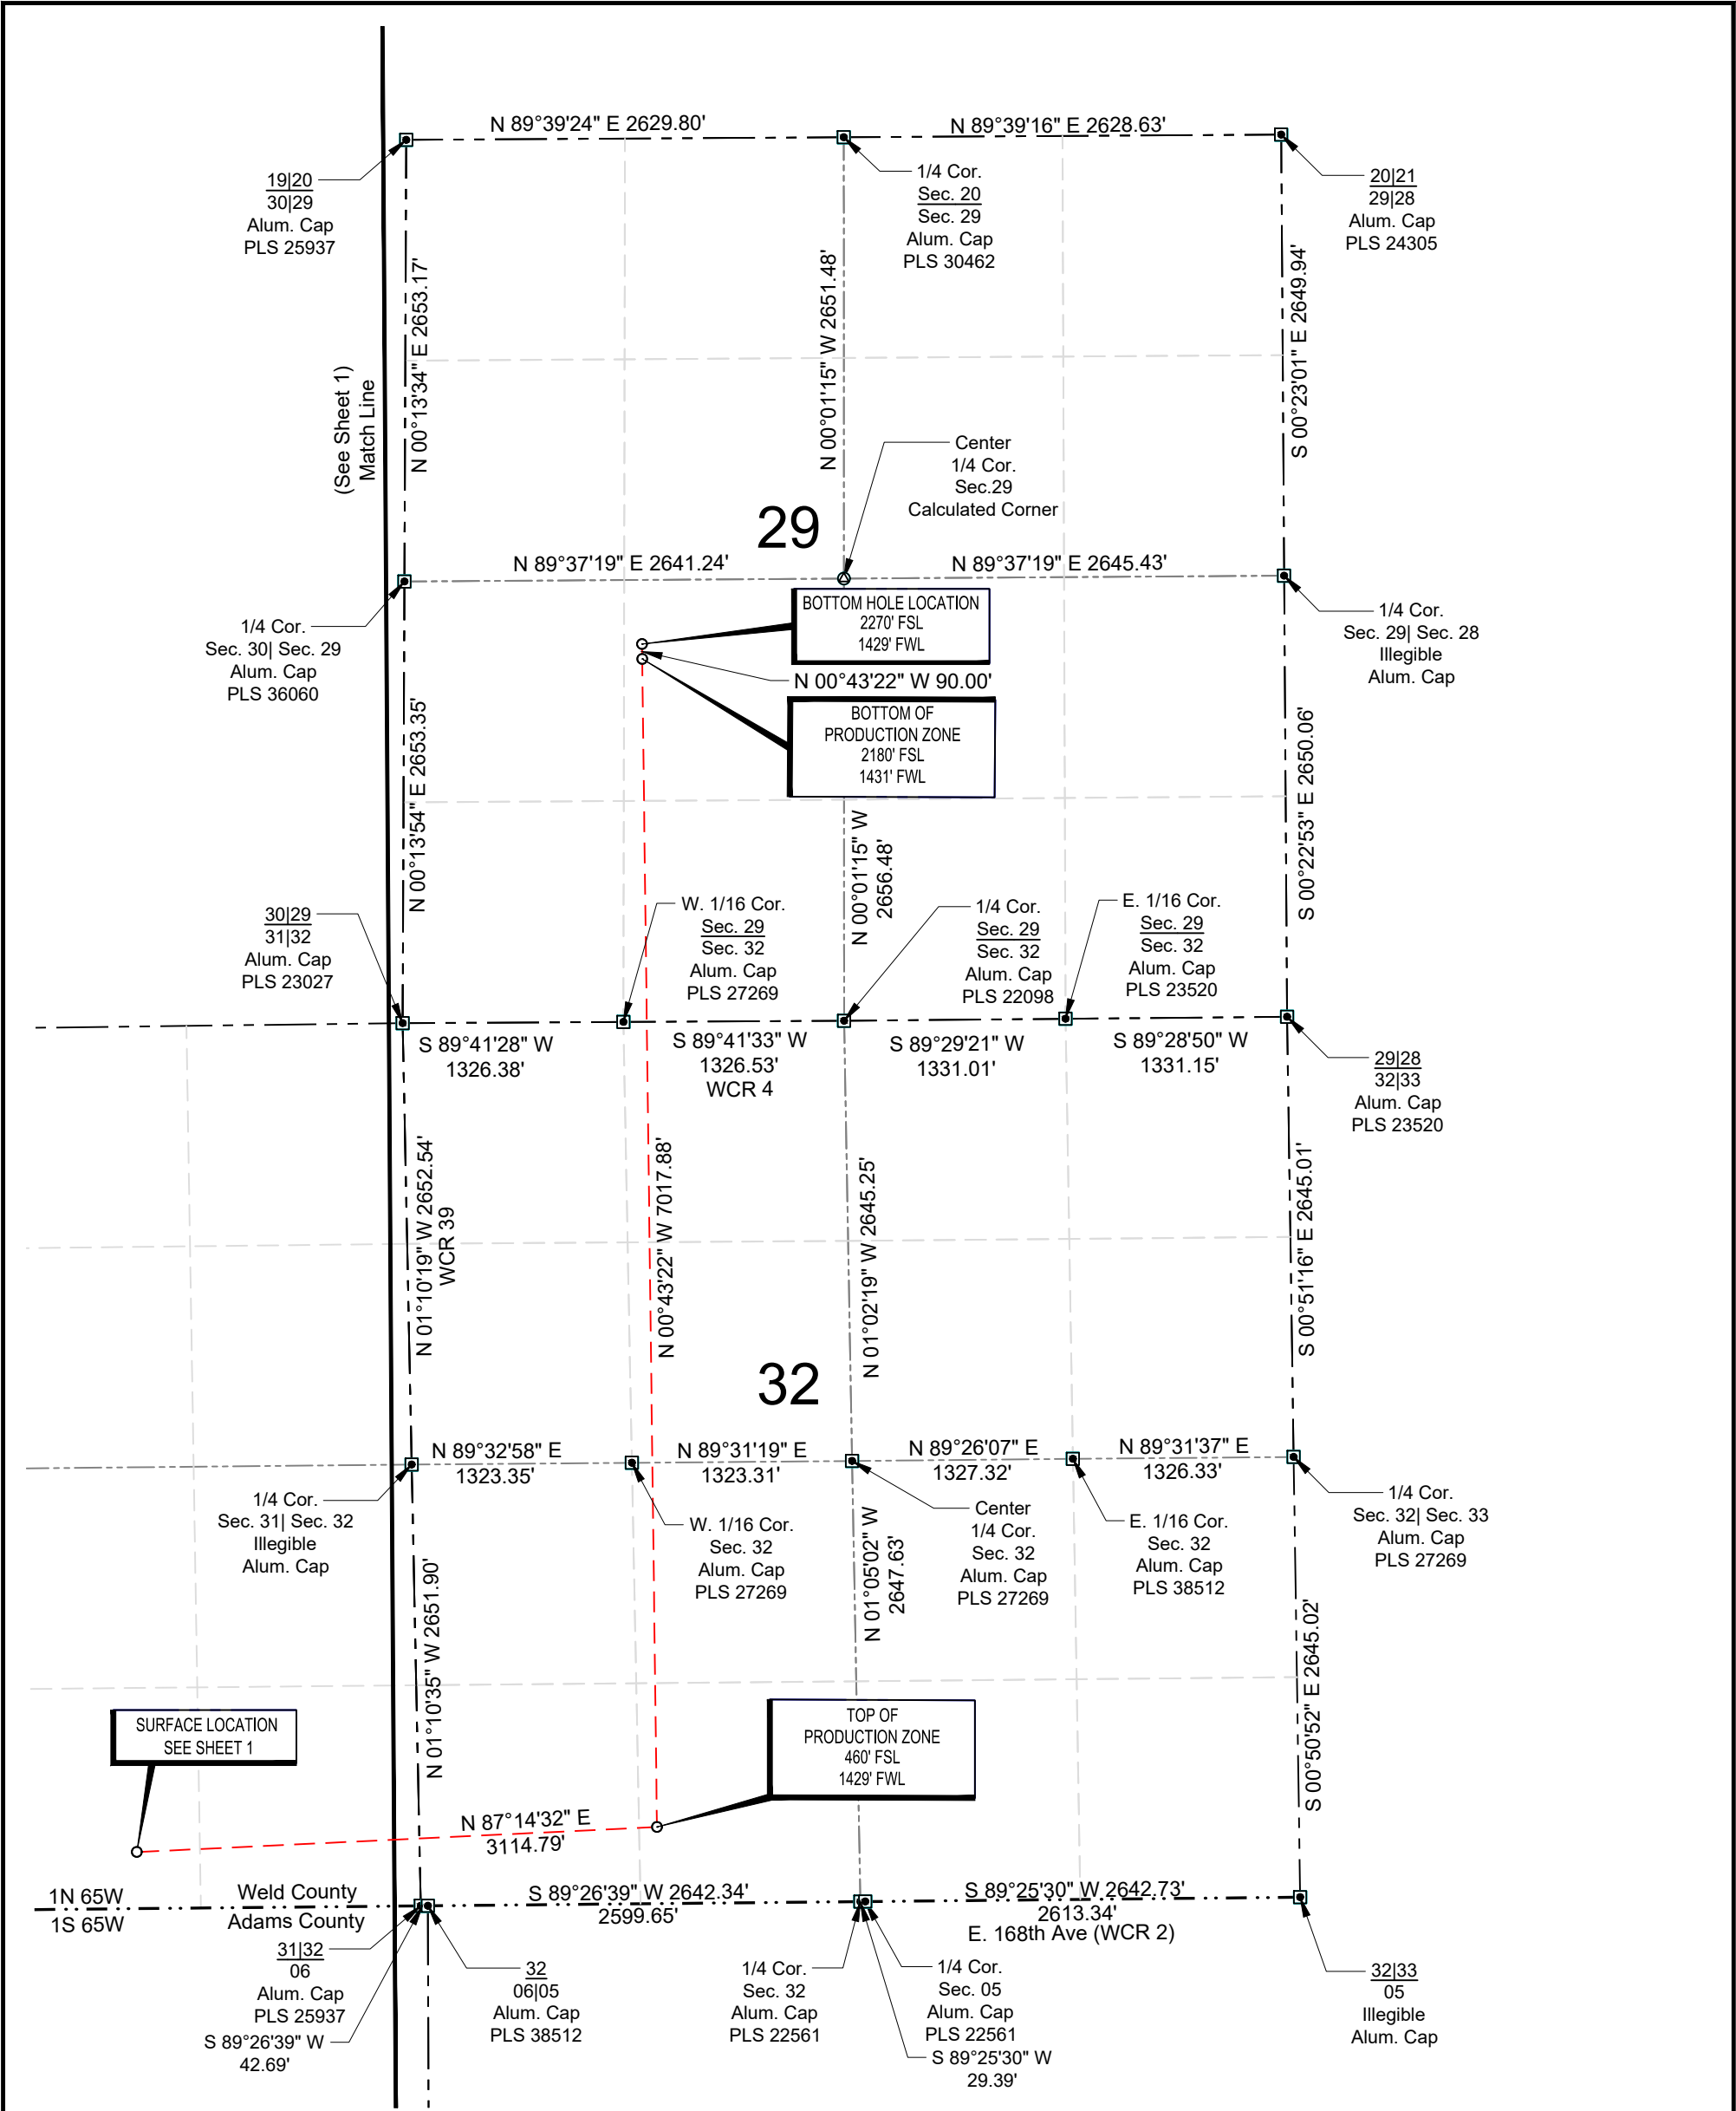 N 89°39'24" E 2629.80'
N 89°39'16" E 2628.63'
19|20
30|29
Alum. Cap
PLS 25937
1/4 Cor.
Sec. 20
Sec. 29
Alum. Cap
PLS 30462
20|21
29|28
Alum. Cap
PLS 24305
(See Sheet 1)
Match Line
N 00°13'34" E 2653.17'
N 00°01'15" W 2651.48'
S 00°23'01" E 2649.94'
Center
1/4 Cor.
Sec.29
Calculated Corner
29
N 89°37'19" E 2641.24'
N 89°37'19" E 2645.43'
1/4 Cor.
Sec. 30| Sec. 29
Alum. Cap
PLS 36060
BOTTOM HOLE LOCATION
2270' FSL
1429' FWL
N 00°43'22" W 90.00'
BOTTOM OF
PRODUCTION ZONE
2180' FSL
1431' FWL
1/4 Cor.
Sec. 29| Sec. 28
Illegible
Alum. Cap
N 00°13'54" E 2653.35'
N 00°01'15" W
2656.48'
S 00°22'53" E 2650.06'
30|29
31|32
Alum. Cap
PLS 23027
W. 1/16 Cor.
Sec. 29
Sec. 32
Alum. Cap
PLS 27269
1/4 Cor.
Sec. 29
Sec. 32
Alum. Cap
PLS 22098
E. 1/16 Cor.
Sec. 29
Sec. 32
Alum. Cap
PLS 23520
S 89°41'28" W
1326.38'
S 89°41'33" W
1326.53'
WCR 4
S 89°29'21" W
1331.01'
S 89°28'50" W
1331.15'
29|28
32|33
Alum. Cap
PLS 23520
N 01°10'19" W 2652.54'
WCR 39
N 00°43'22" W 7017.88'
N 01°02'19" W 2645.25'
S 00°51'16" E 2645.01'
32
N 89°32'58" E
1323.35'
N 89°31'19" E
1323.31'
N 89°26'07" E
1327.32'
N 89°31'37" E
1326.33'
1/4 Cor.
Sec. 31| Sec. 32
Illegible
Alum. Cap
W. 1/16 Cor.
Sec. 32
Alum. Cap
PLS 27269
Center
1/4 Cor.
Sec. 32
Alum. Cap
PLS 27269
E. 1/16 Cor.
Sec. 32
Alum. Cap
PLS 38512
1/4 Cor.
Sec. 32| Sec. 33
Alum. Cap
PLS 27269
N 01°10'35" W 2651.90'
N 01°05'02" W
2647.63'
S 00°50'52" E 2645.02'
SURFACE LOCATION
SEE SHEET 1
TOP OF
PRODUCTION ZONE
460' FSL
1429' FWL
N 87°14'32" E
3114.79'
1N 65W
1S 65W
Weld County
Adams County
S 89°26'39" W 2642.34'
2599.65'
S 89°25'30" W 2642.73'
2613.34'
E. 168th Ave (WCR 2)
31|32
06
Alum. Cap
PLS 25937
S 89°26'39" W
42.69'
32
06|05
Alum. Cap
PLS 38512
1/4 Cor.
Sec. 32
Alum. Cap
PLS 22561
1/4 Cor.
Sec. 05
Alum. Cap
PLS 22561
S 89°25'30" W
29.39'
32|33
05
Illegible
Alum. Cap